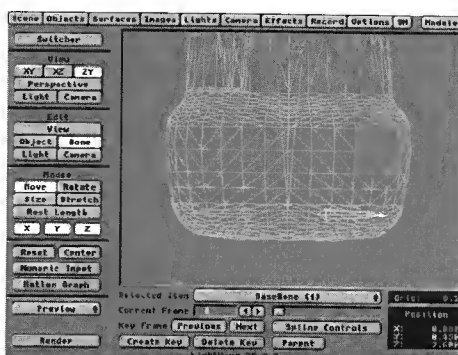 Scene Objects Surfaces Images Lights Camera Effects Record Options
Switcher
View
XY XZ ZY
Perspective
Light Camera
Edit
View
Object Bone
Light Camera
Mouse
Move Rotate
Size Stretch
Rest Length
X Y Z
Reset Center
Numeric Input
Motion Graph
Preview
Render
Selected Item BaseBone (1)
Current Frame
Key Frame Previous Next Spline Controls
Create Key Delete Key Parent
Grid:
Position
X:
Y:
Z: